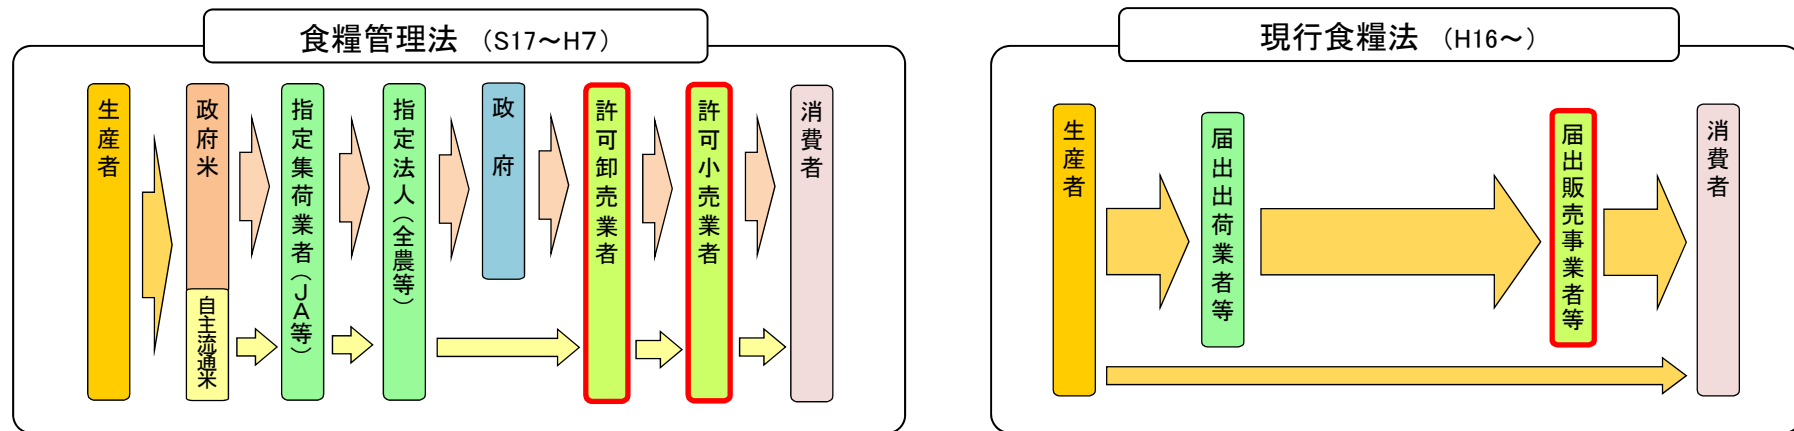 食糧管理法 （S17～H7）
生産者
政府米
自主流通米
指定集荷業者（ＪＡ等）
指定法人（全農等）
政府
許可卸売業者
許可小売業者
消費者
現行食糧法 （H16～）
生産者
届出出荷業者等
届出販売事業者等
消費者